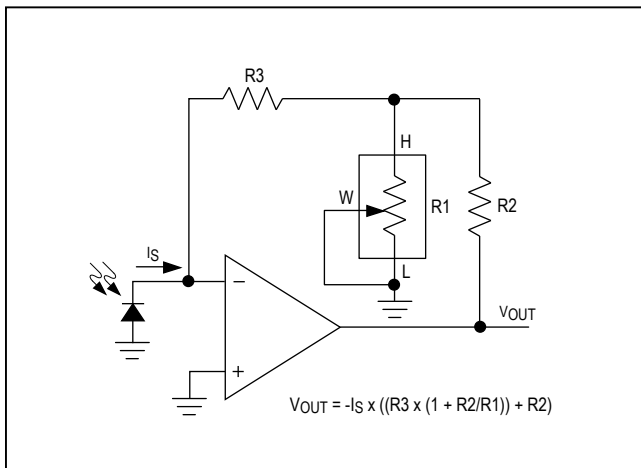 R3
H
W
R1
R2
L
IS
−
+
VOUT
VOUT = -IS x ((R3 x (1 + R2/R1)) + R2)